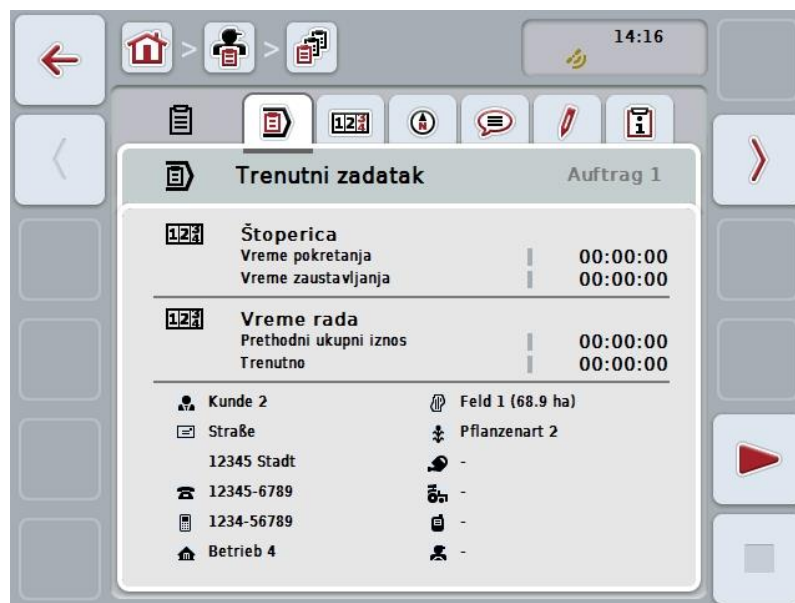 14:16
Trenutni zadatak Auftrag 1
Štoperica
Vreme pokretanja 00:00:00
Vreme zaustavljanja 00:00:00
Vreme rada
Prethodni ukupni iznos 00:00:00
Trenutno 00:00:00
Kunde 2 Feld 1 (68.9 ha)
Straße Pflanzenart 2
12345 Stadt -
12345-6789 -
1234-56789 -
Betrieb 4 -